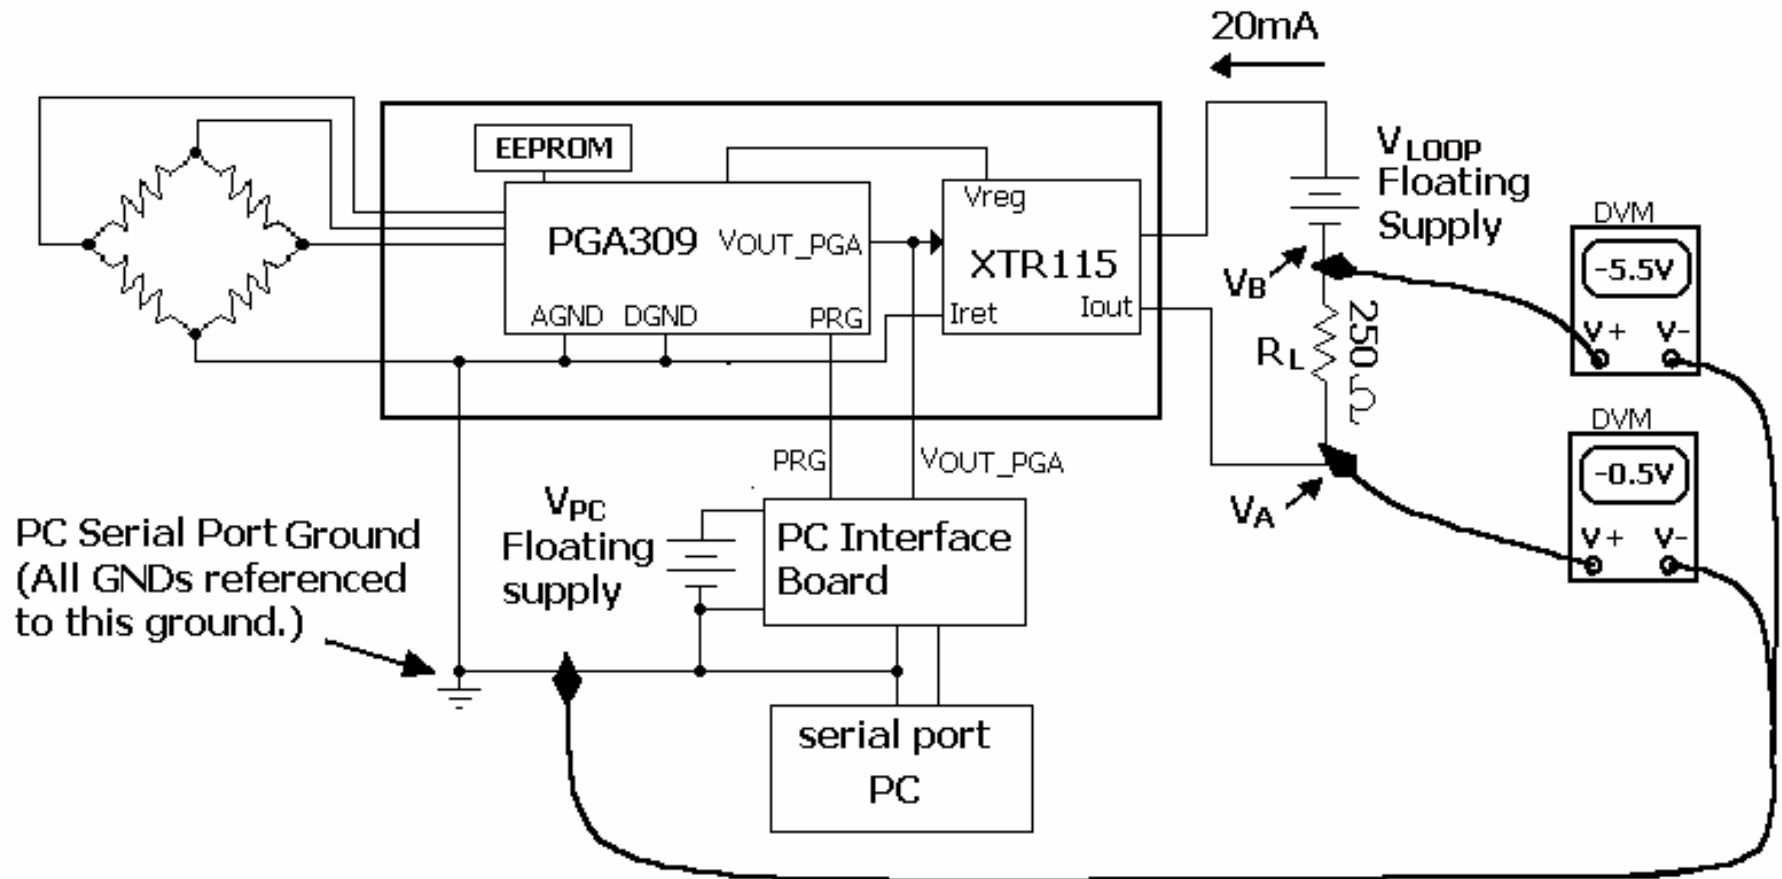 20mA
EEPROM
PGA309
VOUT_PGA
AGND
DGND
PRG
Vreg
XTR115
Iret
Iout
VLOOP
Floating
Supply
VB
RL
250Ω
VA
DVM
-5.5V
V+
V-
DVM
-0.5V
V+
V-
PRG
VOUT_PGA
VPC
Floating
supply
PC Interface
Board
PC Serial Port Ground
(All GNDs referenced
to this ground.)
serial port
PC